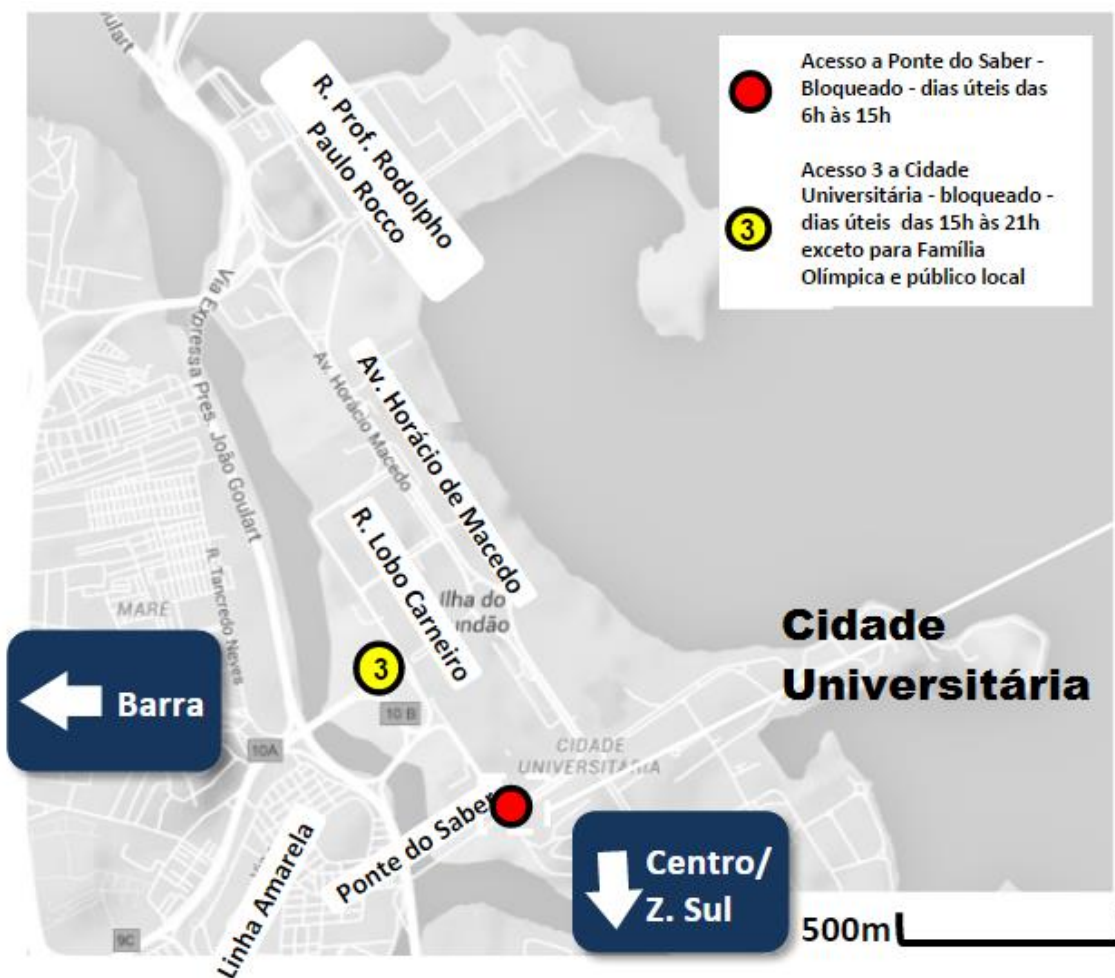 oulart
R. Prof. Rodolpho
Paulo Rocco
Acesso a Ponte do Saber -
Bloqueado - dias úteis das
6h às 15h
Acesso 3 a Cidade
Universitária - bloqueado -
dias úteis das 15h às 21h
exceto para Família
Olímpica e público local
3
Via Expressa Pres. João Goulart
Av. Horácio Macedo
Av. Horácio de Macedo
R. Lobo Carneiro
R. Tancredo Neves
MARÉ
Ilha do
undão
3
Cidade
Universitária
Barra
10 B
10A
CIDADE
UNIVERSITÁRIA
Ponte do Saber
Linha Amarela
Centro/
Z. Sul
500m
9C